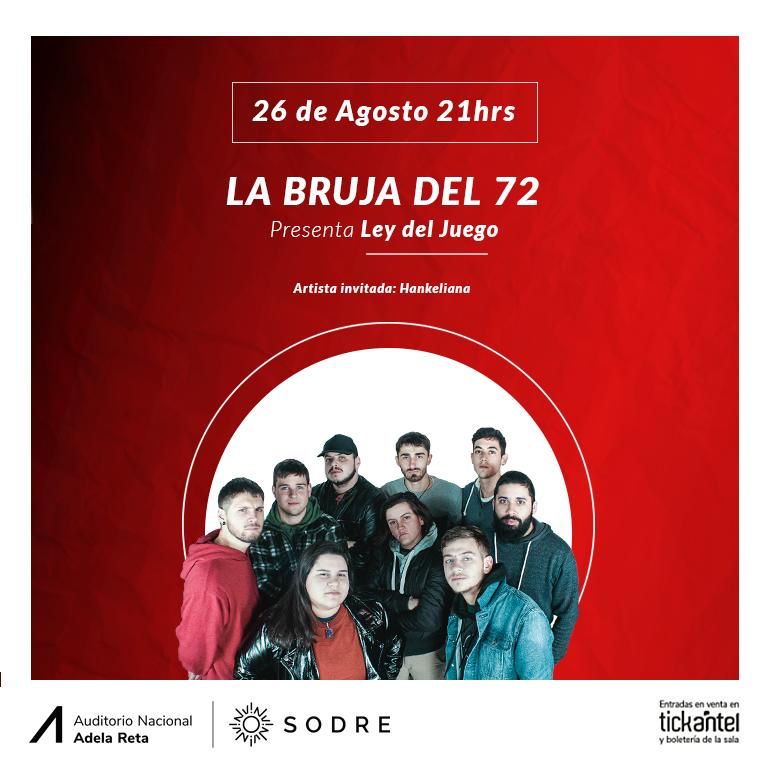 26 de Agosto 21hrs
LA BRUJA DEL 72
Presenta Ley del Juego
Artista invitada: Hankeliana
Auditorio Nacional
Adela Reta
SODRE
Entradas en venta en
tickantel
y boletería de la sala